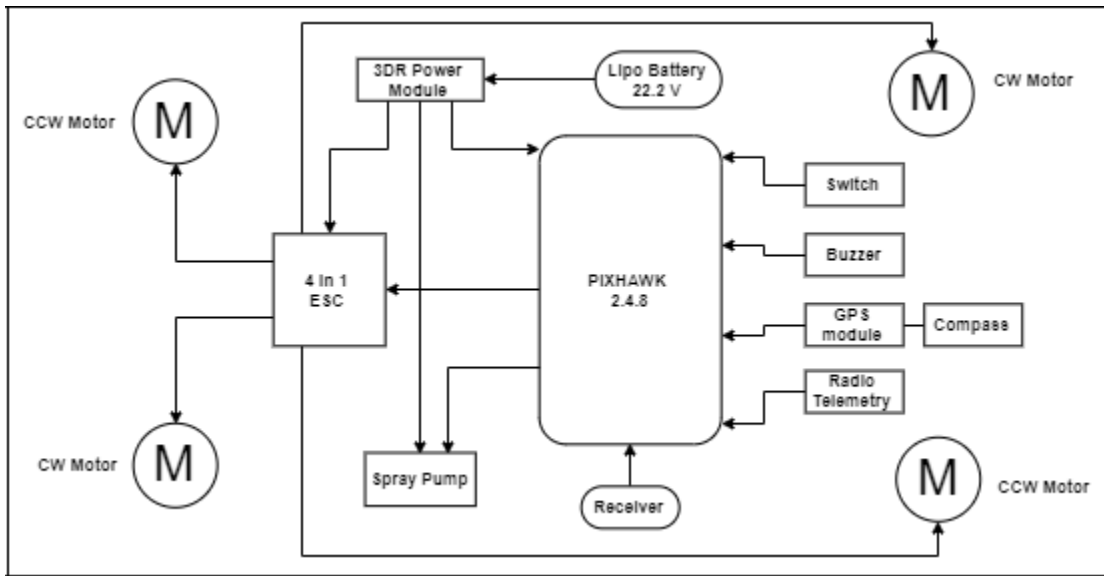 3DR Power
Module
Lipo Battery
22.2 V
M
CW Motor
CCW Motor
M
Switch
Buzzer
4 in 1
ESC
PIXHAWK
2.4.8
GPS
module
Compass
Radio
Telemetry
CW Motor
M
Spray Pump
Receiver
M
CCW Motor